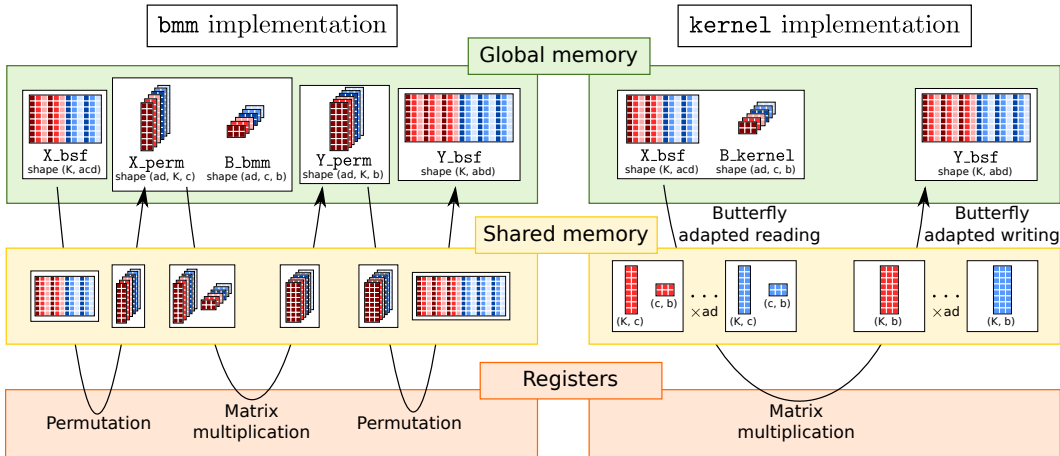 bmm implementation
kernel implementation
Global memory
X_bsf
shape (K, acd)
X_perm
shape (ad, K, c)
B_bmm
shape (ad, c, b)
Y_perm
shape (ad, K, b)
Y_bsf
shape (K, abd)
X_bsf
shape (K, acd)
B_kernel
shape (ad, c, b)
Y_bsf
shape (K, abd)
Butterfly
adapted reading
Butterfly
adapted writing
Shared memory
(K, c)
(c, b)
. . .
×ad
(K, c)
(c, b)
(K, b)
. . .
×ad
(K, b)
Registers
Permutation
Matrix
multiplication
Permutation
Matrix
multiplication